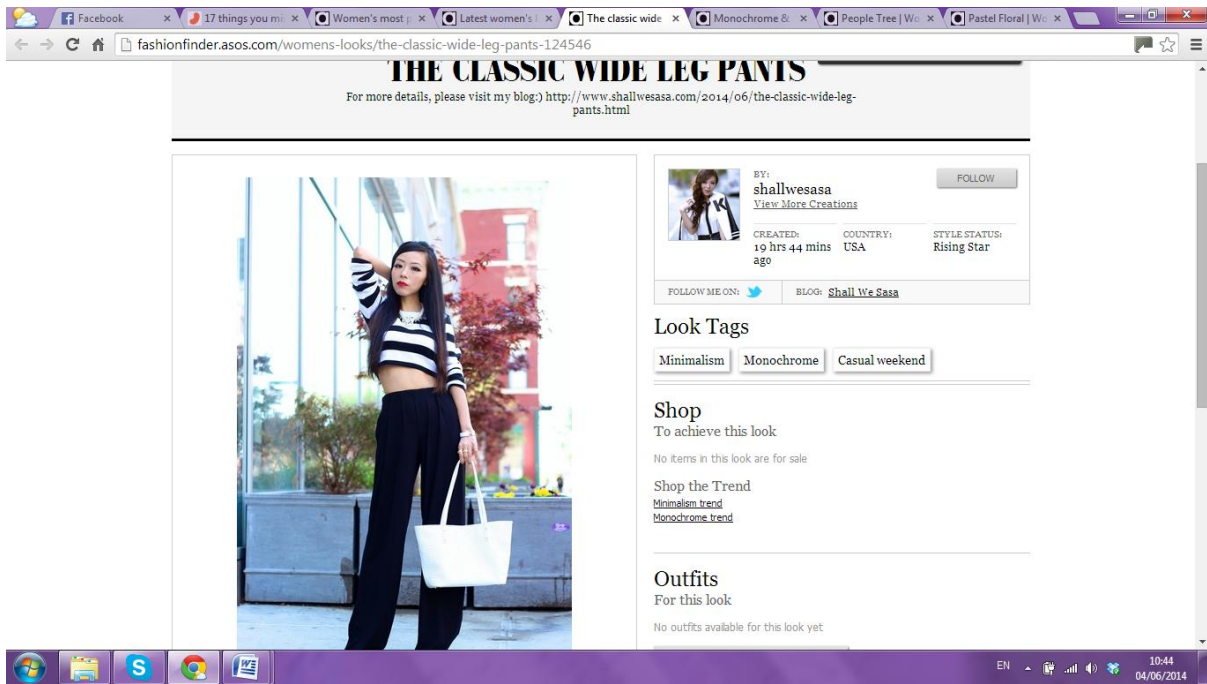 Facebook
17 things you mi
Women's most p
Latest women's
The classic wide
Monochrome &
People Tree | Wo
Pastel Floral | Wo
fashionfinder.asos.com/womens-looks/the-classic-wide-leg-pants-124546
THE CLASSIC WIDE LEG PANTS
For more details, please visit my blog:) http://www.shallwesasa.com/2014/06/the-classic-wide-leg-
pants.html
BY:
shallwesasa
View More Creations
FOLLOW
CREATED:
19 hrs 44 mins
ago
COUNTRY:
USA
STYLE STATUS:
Rising Star
FOLLOW ME ON:
BLOG: Shall We Sasa
Look Tags
Minimalism Monochrome Casual weekend
Shop
To achieve this look
No items in this look are for sale
Shop the Trend
Minimalism trend
Monochrome trend
Outfits
For this look
No outfits available for this look yet
EN
10:44
04/06/2014